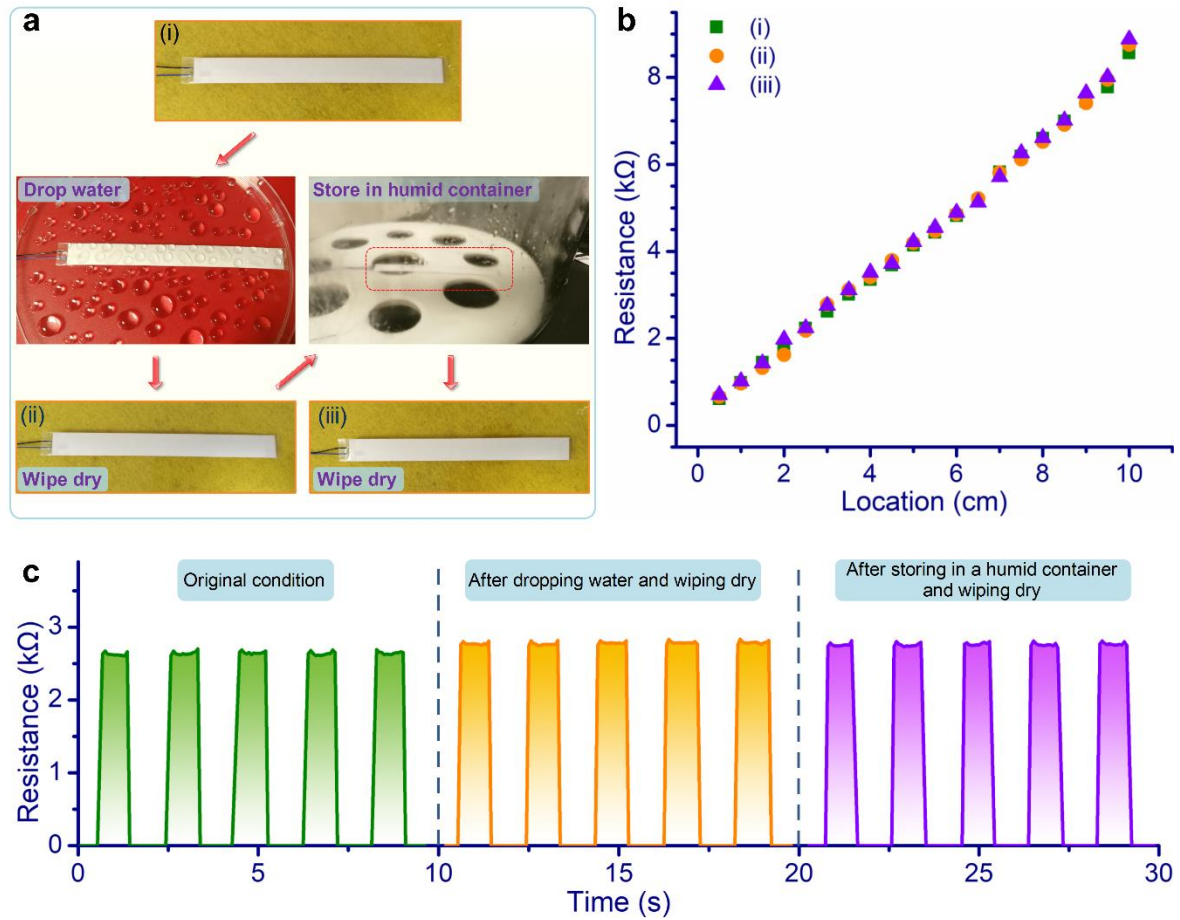 a
(i)
Drop water
Store in humid container
(ii)
Wipe dry
(iii)
Wipe dry
b
(i)
(ii)
(iii)
8
6
4
2
0
Resistance (kΩ)
0
2
4
6
8
10
Location (cm)
c
Original condition
After dropping water and wiping dry
After storing in a humid container
and wiping dry
3
2
1
0
Resistance (kΩ)
0
5
10
15
20
25
30
Time (s)